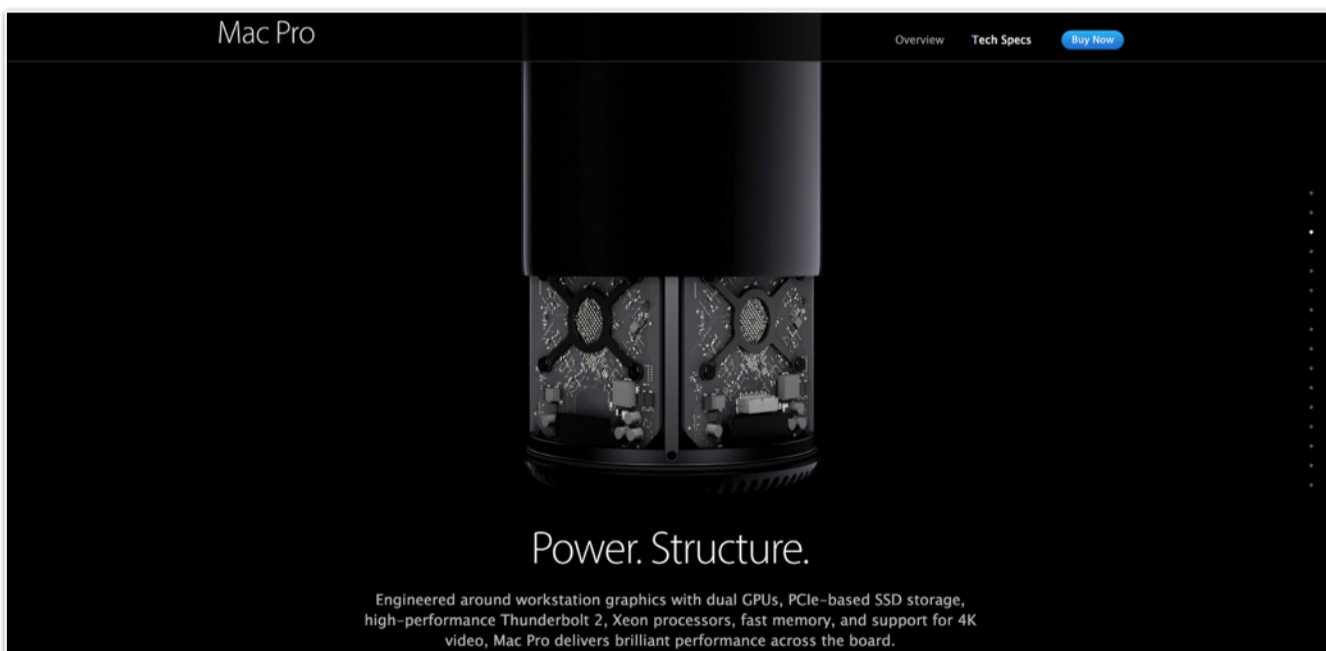 Mac Pro
Overview Tech Specs Buy Now
Power. Structure.
Engineered around workstation graphics with dual GPUs, PCIe-based SSD storage,
high-performance Thunderbolt 2, Xeon processors, fast memory, and support for 4K
video, Mac Pro delivers brilliant performance across the board.